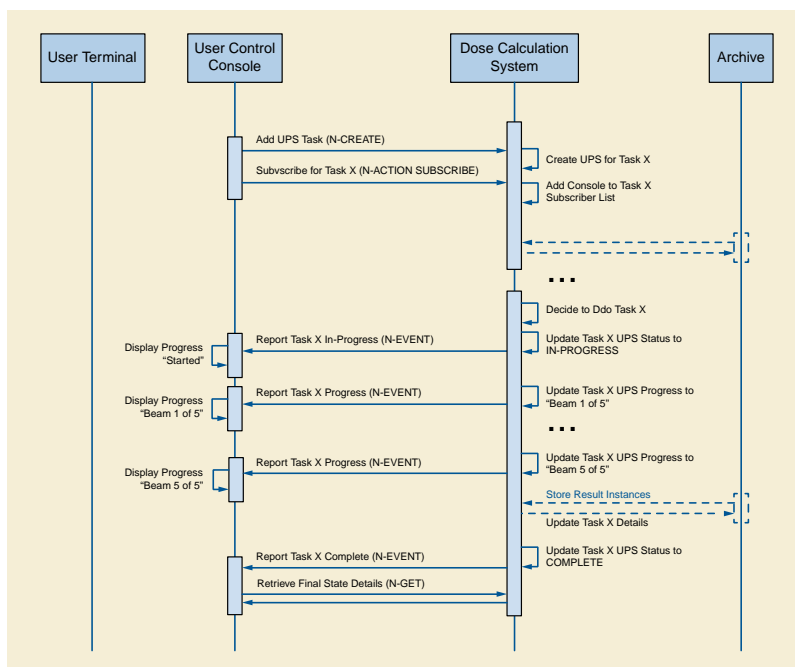 User Terminal
User Control
Console
Dose Calculation
System
Archive
Add UPS Task (N-CREATE)
Create UPS for Task X
Subvscribe for Task X (N-ACTION SUBSCRIBE)
Add Console to Task X
Subscriber List
...
Decide to Ddo Task X
Report Task X In-Progress (N-EVENT)
Update Task X UPS Status to
IN-PROGRESS
Display Progress
“Started”
Report Task X Progress (N-EVENT)
Update Task X UPS Progress to
“Beam 1 of 5”
Display Progress
“Beam 1 of 5”
...
Report Task X Progress (N-EVENT)
Update Task X UPS Progress to
“Beam 5 of 5”
Display Progress
“Beam 5 of 5”
Store Result Instances
Update Task X Details
Report Task X Complete (N-EVENT)
Update Task X UPS Status to
COMPLETE
Retrieve Final State Details (N-GET)